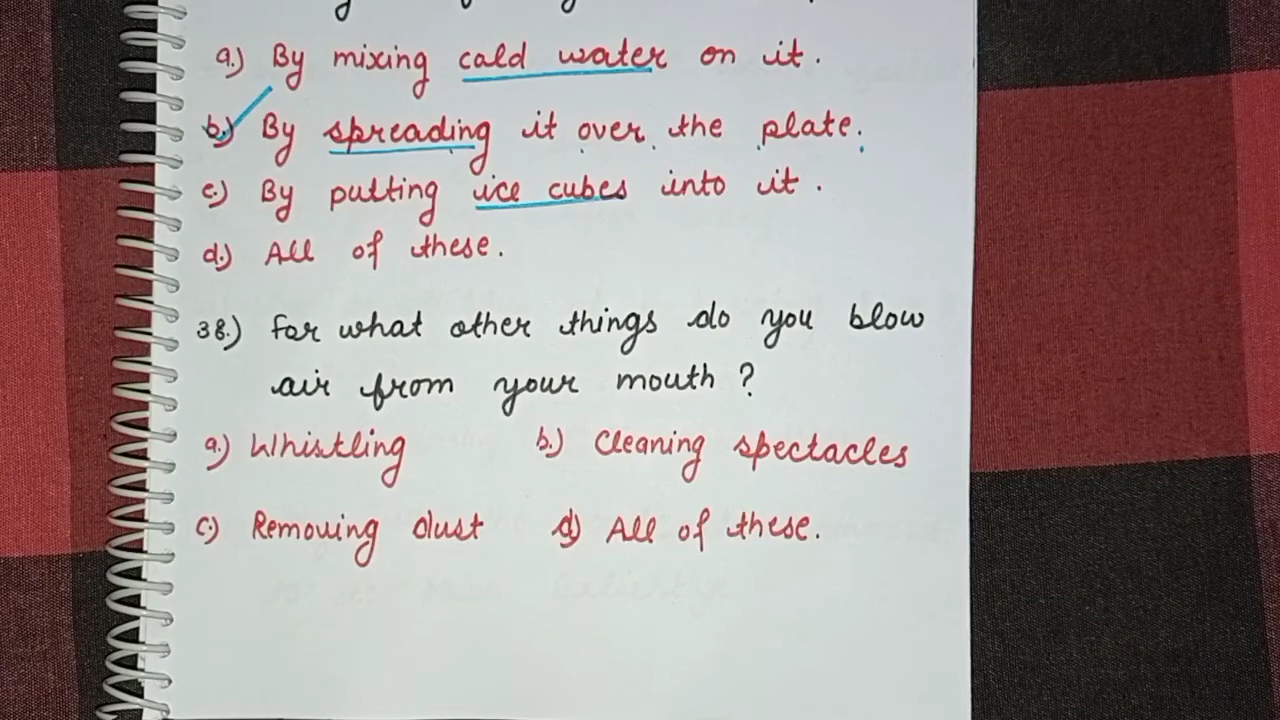 a.) By mixing cald water on it.
b.) By spreading it over the plate.
c.) By putting ice cubes into it.
d.) All of these.
38.) For what other things do you blow
air from your mouth ?
a.) Whistling b.) Cleaning spectacles
c.) Removing dust d) All of these.